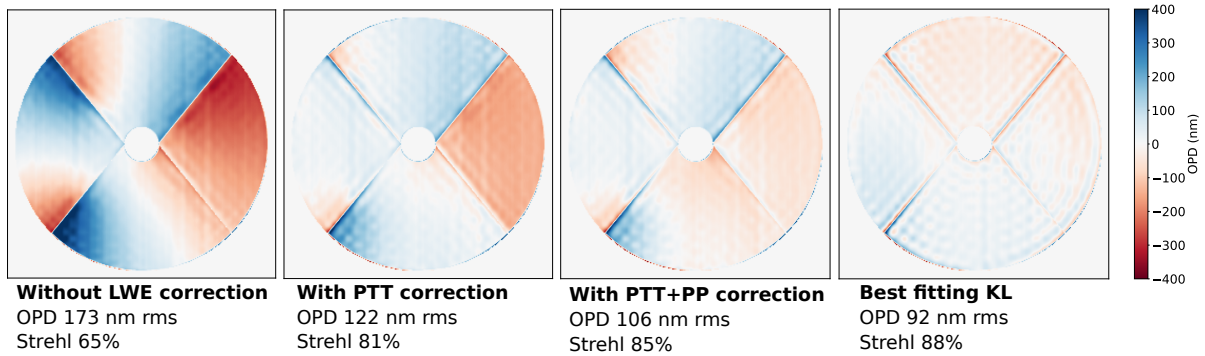 Without LWE correction
OPD 173 nm rms
Strehl 65%
With PTT correction
OPD 122 nm rms
Strehl 81%
With PTT+PP correction
OPD 106 nm rms
Strehl 85%
Best fitting KL
OPD 92 nm rms
Strehl 88%
400
300
200
100
0
−100
−200
−300
−400
OPD (nm)